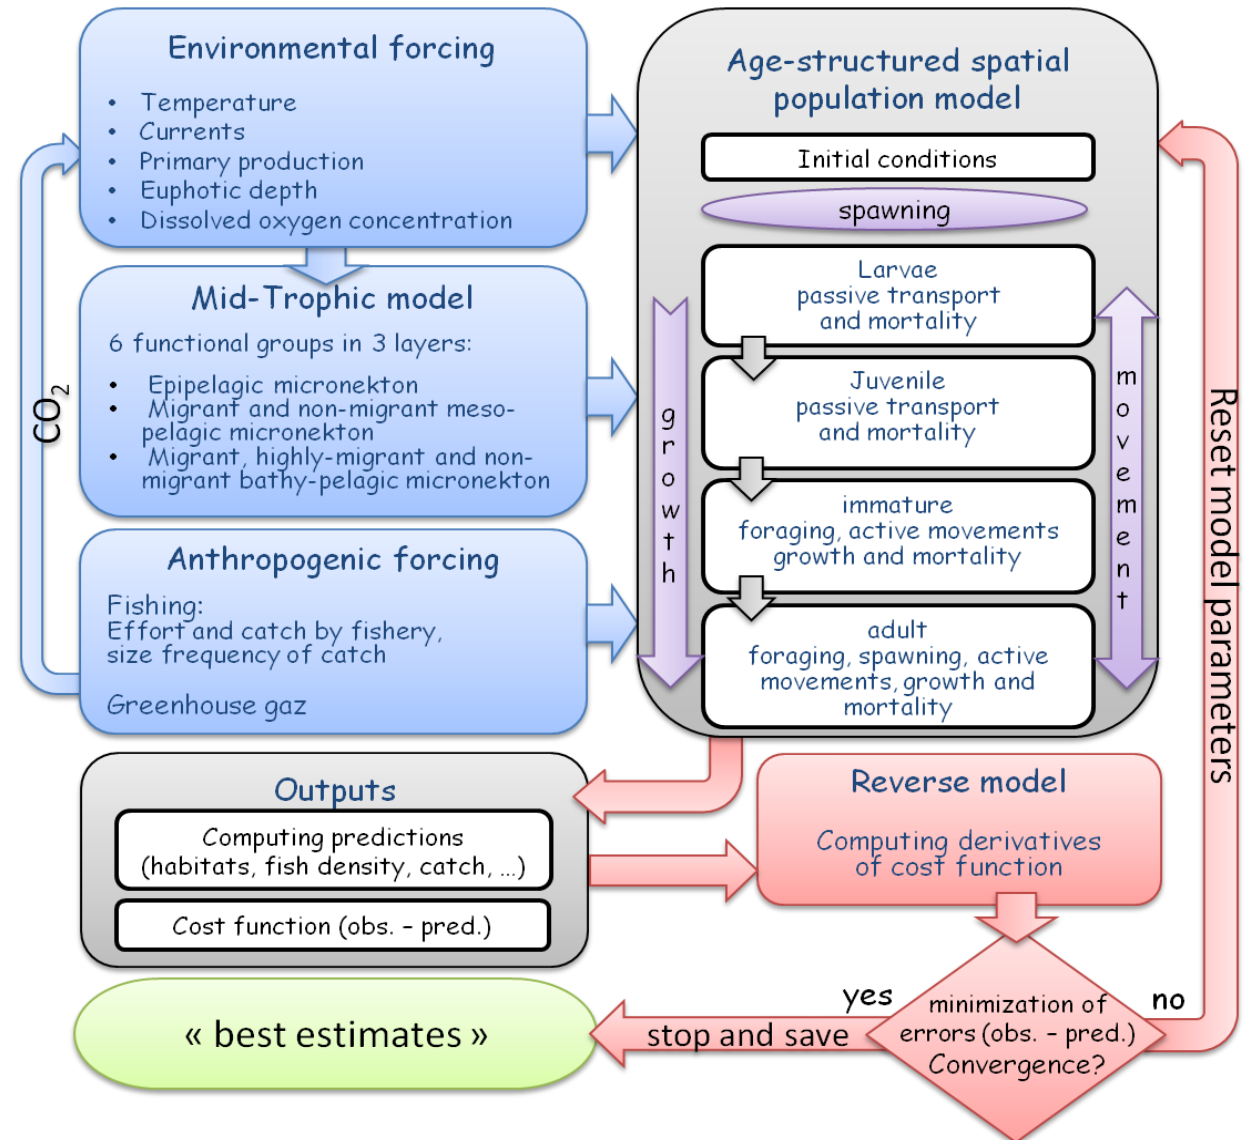 Environmental forcing
• Temperature
• Currents
• Primary production
• Euphotic depth
• Dissolved oxygen concentration
Mid-Trophic model
6 functional groups in 3 layers:
• Epipelagic micronekton
• Migrant and non-migrant meso-
pelagic micronekton
• Migrant, highly-migrant and non-
migrant bathy-pelagic micronekton
Anthropogenic forcing
Fishing:
Effort and catch by fishery,
size frequency of catch
Greenhouse gaz
CO2
Age-structured spatial
population model
Initial conditions
spawning
Larvae
passive transport
and mortality
Juvenile
passive transport
and mortality
immature
foraging, active movements
growth and mortality
adult
foraging, spawning, active
movements, growth and
mortality
growth
movement
Reset model parameters
Outputs
Computing predictions
(habitats, fish density, catch, ...)
Cost function (obs. – pred.)
Reverse model
Computing derivatives
of cost function
minimization of
errors (obs. – pred.)
Convergence?
yes
no
stop and save
« best estimates »